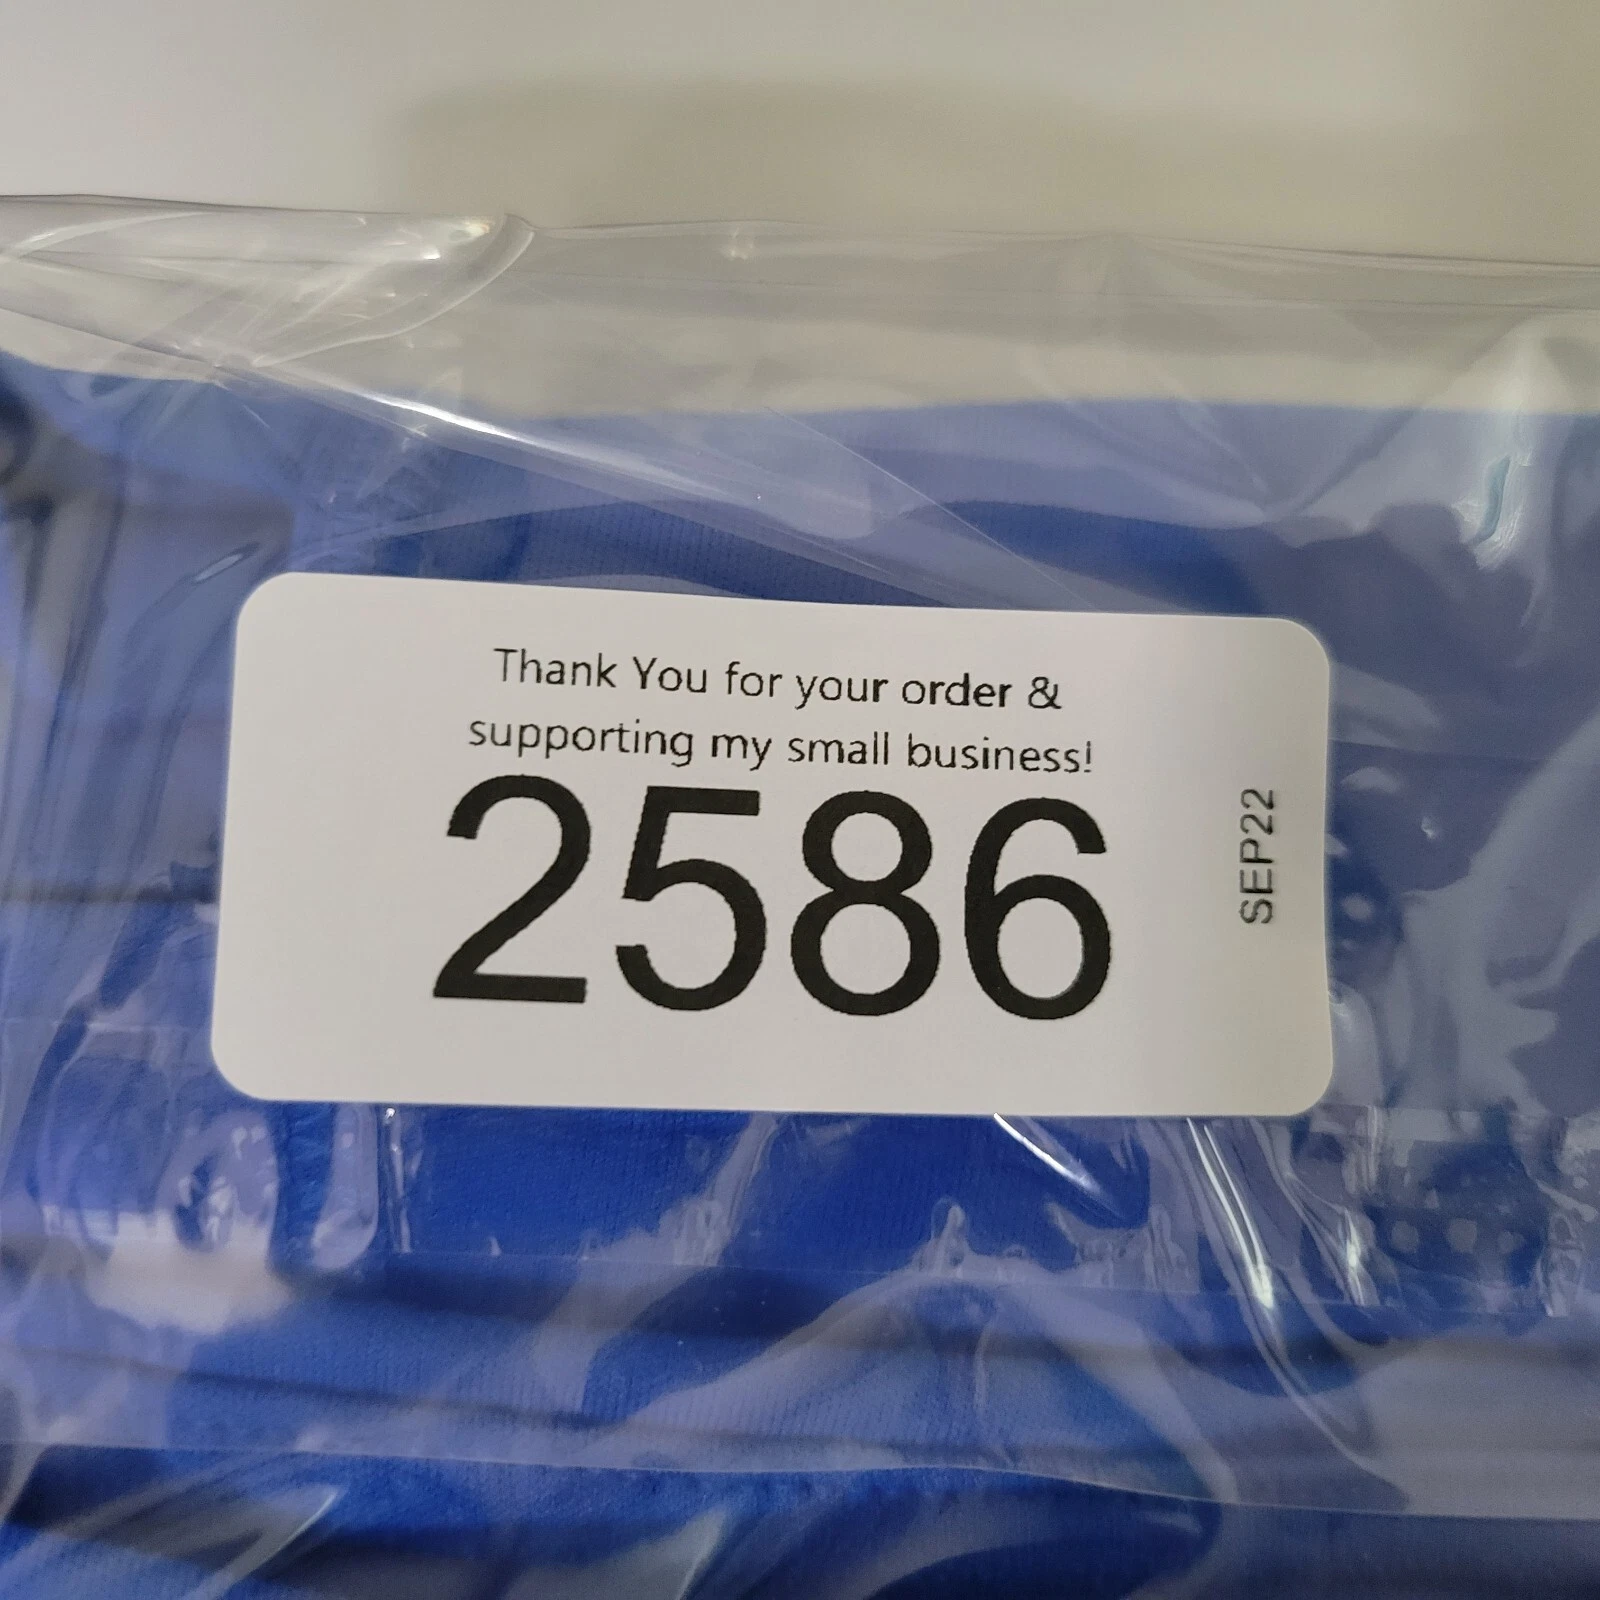 Thank You for your order &
supporting my small business!
2586
SEP22